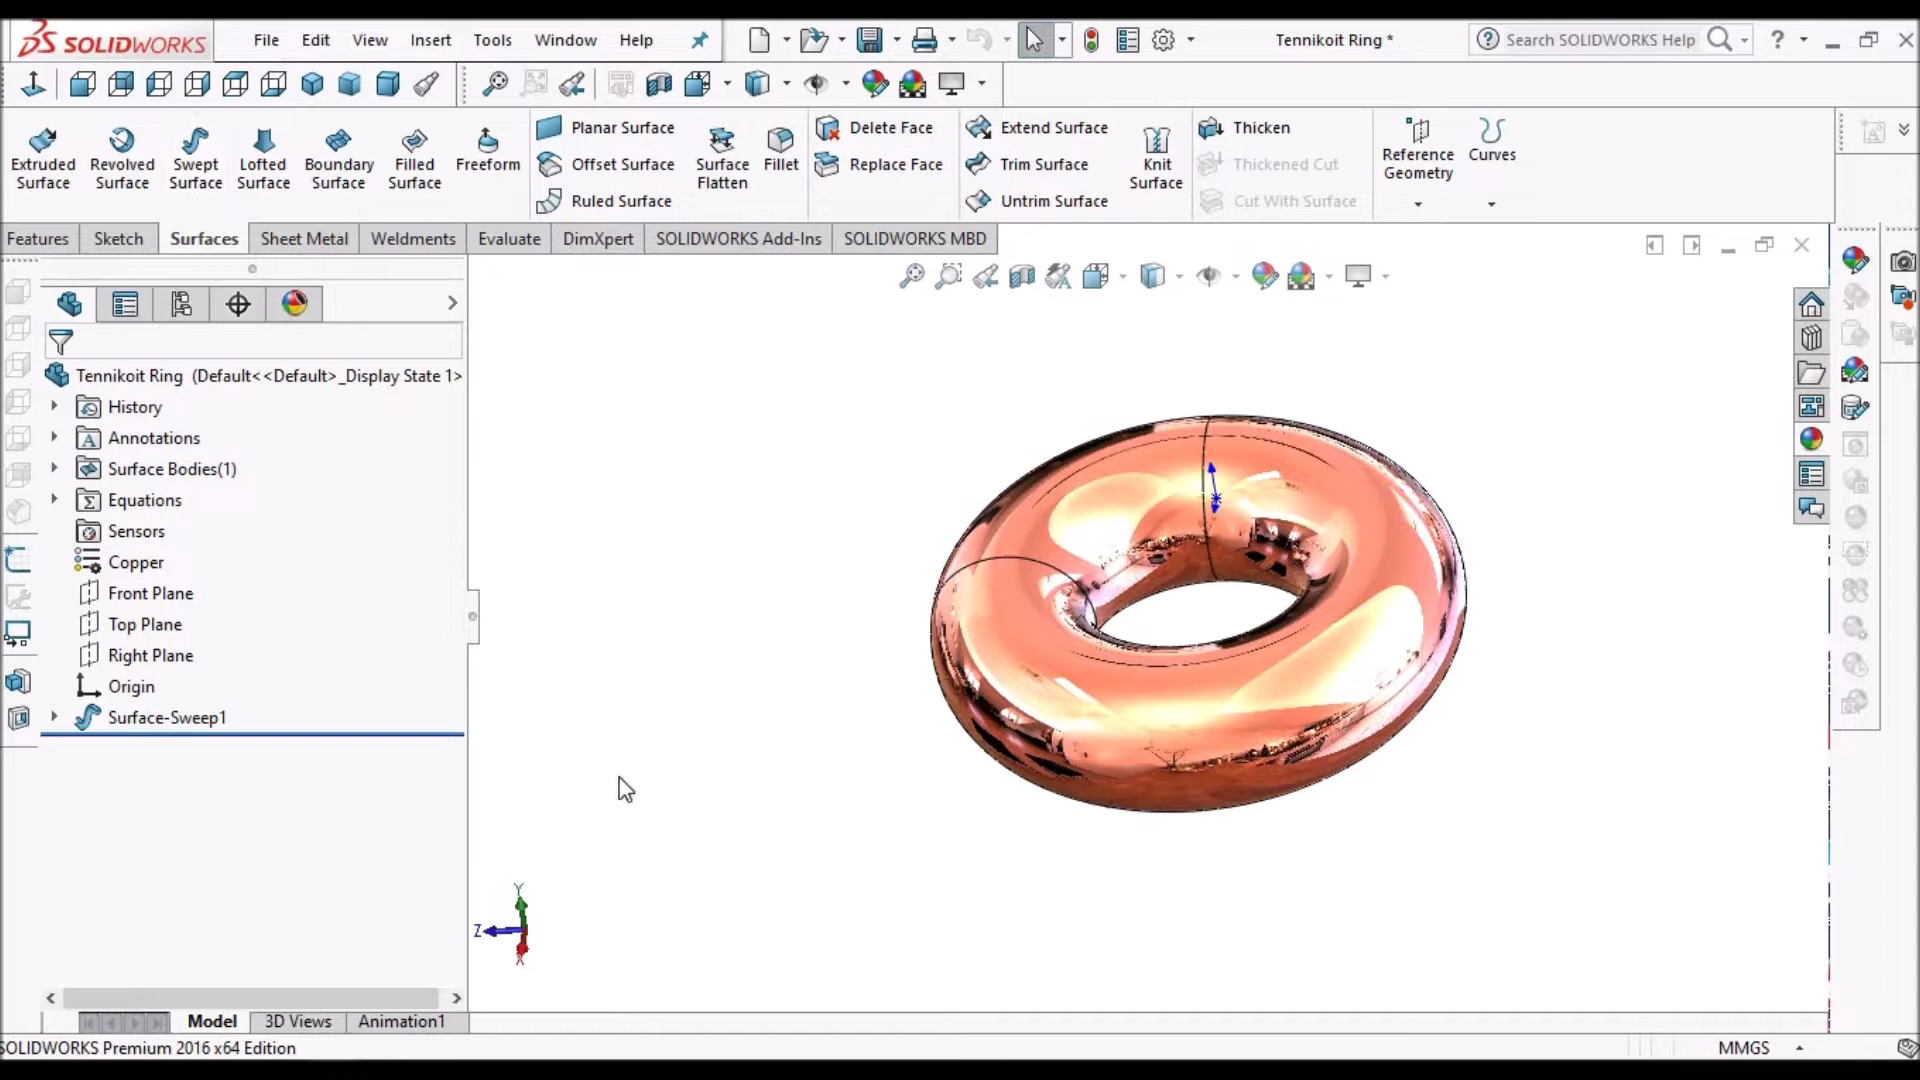 SOLIDWORKS File Edit View Insert Tools Window Help Tennikoit Ring * Search SOLIDWORKS Help ?
Extruded Surface
Revolved Surface
Swept Surface
Lofted Surface
Boundary Surface
Filled Surface
Freeform
Planar Surface
Offset Surface
Ruled Surface
Surface Flatten
Fillet
Delete Face
Replace Face
Extend Surface
Trim Surface
Untrim Surface
Knit Surface
Thicken
Thickened Cut
Cut With Surface
Reference Geometry
Curves
Features Sketch Surfaces Sheet Metal Weldments Evaluate DimXpert SOLIDWORKS Add-Ins SOLIDWORKS MBD
Tennikoit Ring (Default<<Default>_Display State 1>
History
Annotations
Surface Bodies(1)
Equations
Sensors
Copper
Front Plane
Top Plane
Right Plane
Origin
Surface-Sweep1
Y
Z
X
Model 3D Views Animation1
SOLIDWORKS Premium 2016 x64 Edition MMGS